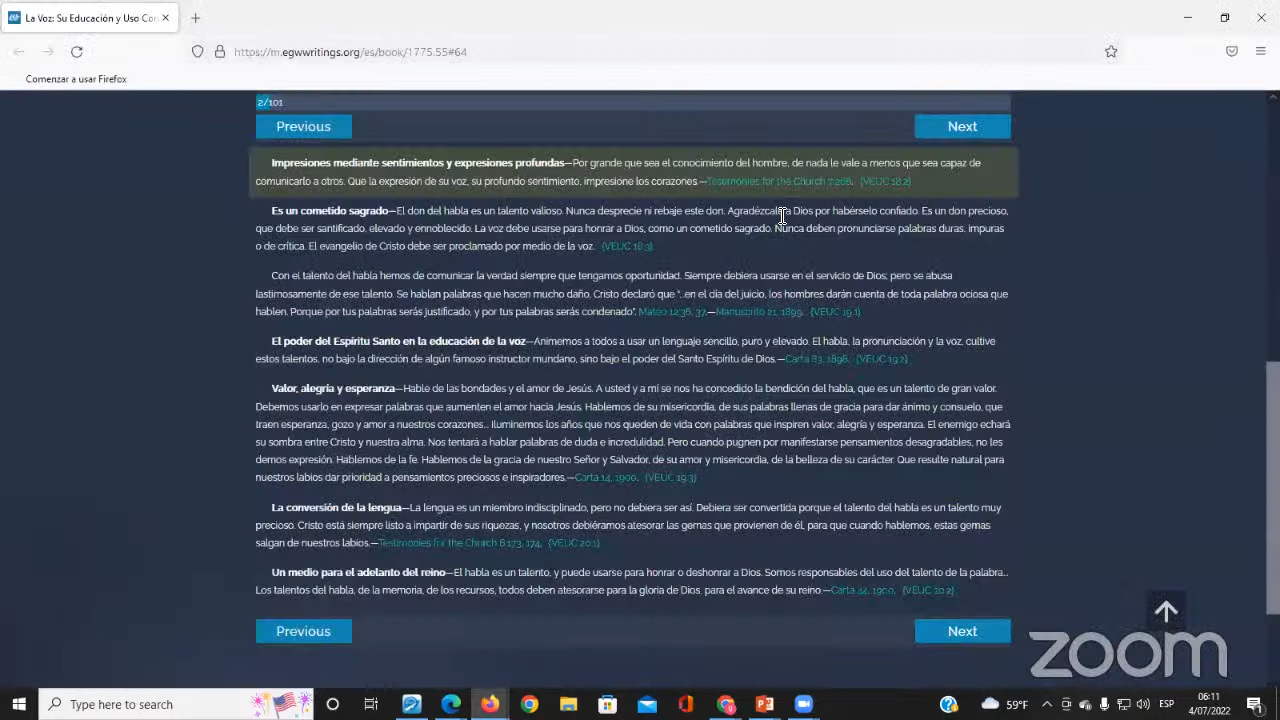 La Voz: Su Educación y Uso Con
https://m.egwwritings.org/es/book/1775.55#64
Comenzar a usar Firefox
2/101
Previous
Next
Impresiones mediante sentimientos y expresiones profundas—Por grande que sea el conocimiento del hombre, de nada le vale a menos que sea capaz de
comunicarlo a otros. Que la expresión de su voz, su profundo sentimiento, impresione los corazones.—Testimonies for the Church 7:266. {VEUC 18.2}
Es un cometido sagrado—El don del habla es un talento valioso. Nunca desprecie ni rebaje este don. Agradézcale a Dios por habérselo confiado. Es un don precioso,
que debe ser santificado, elevado y ennoblecido. La voz debe usarse para honrar a Dios, como un cometido sagrado. Nunca deben pronunciarse palabras duras, impuras
o de crítica. El evangelio de Cristo debe ser proclamado por medio de la voz. {VEUC 18.3}
Con el talento del habla hemos de comunicar la verdad siempre que tengamos oportunidad. Siempre debiera usarse en el servicio de Dios; pero se abusa
lastimosamente de ese talento. Se hablan palabras que hacen mucho daño. Cristo declaró que “...en el día del juicio, los hombres darán cuenta de toda palabra ociosa que
hablen. Porque por tus palabras serás justificado, y por tus palabras serás condenado”. Mateo 12:36, 37.—Manuscrito 21, 1899. {VEUC 19.1}
El poder del Espíritu Santo en la educación de la voz—Animemos a todos a usar un lenguaje sencillo, puro y elevado. El habla, la pronunciación y la voz, cultive
estos talentos, no bajo la dirección de algún famoso instructor mundano, sino bajo el poder del Santo Espíritu de Dios.—Carta 83, 1898. {VEUC 19.2}
Valor, alegría y esperanza—Hable de las bondades y el amor de Jesús. A usted y a mí se nos ha concedido la bendición del habla, que es un talento de gran valor.
Debemos usarlo en expresar palabras que aumenten el amor hacia Jesús. Hablemos de su misericordia, de sus palabras llenas de gracia para dar ánimo y consuelo, que
traen esperanza, gozo y amor a nuestros corazones... Iluminemos los años que nos queden de vida con palabras que inspiren valor, alegría y esperanza. El enemigo echará
su sombra entre Cristo y nuestra alma. Nos tentará a hablar palabras de duda e incredulidad. Pero cuando pugnen por manifestarse pensamientos desagradables, no les
demos expresión. Hablemos de la fe. Hablemos de la gracia de nuestro Señor y Salvador, de su amor y misericordia, de la belleza de su carácter. Que resulte natural para
nuestros labios dar prioridad a pensamientos preciosos e inspiradores.—Carta 14, 1900. {VEUC 19.3}
La conversión de la lengua—La lengua es un miembro indisciplinado, pero no debiera ser así. Debiera ser convertida porque el talento del habla es un talento muy
precioso. Cristo está siempre listo a impartir de sus riquezas, y nosotros debiéramos atesorar las gemas que provienen de él, para que cuando hablemos, estas gemas
salgan de nuestros labios.—Testimonies for the Church 6:173, 174. {VEUC 20.1}
Un medio para el adelanto del reino—El habla es un talento, y puede usarse para honrar o deshonrar a Dios. Somos responsables del uso del talento de la palabra...
Los talentos del habla, de la memoria, de los recursos, todos deben atesorarse para la gloria de Dios, para el avance de su reino.—Carta 44, 1900. {VEUC 20.2}
Previous
Next
zoom
Type here to search
59°F
ESP
06:11
4/07/2022